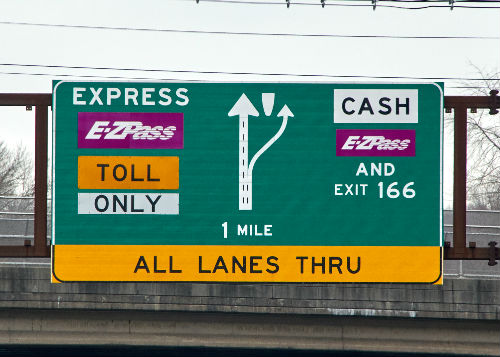 EXPRESS
E-ZPass
TOLL
ONLY
1 MILE
CASH
E-ZPass
AND
EXIT 166
ALL LANES THRU